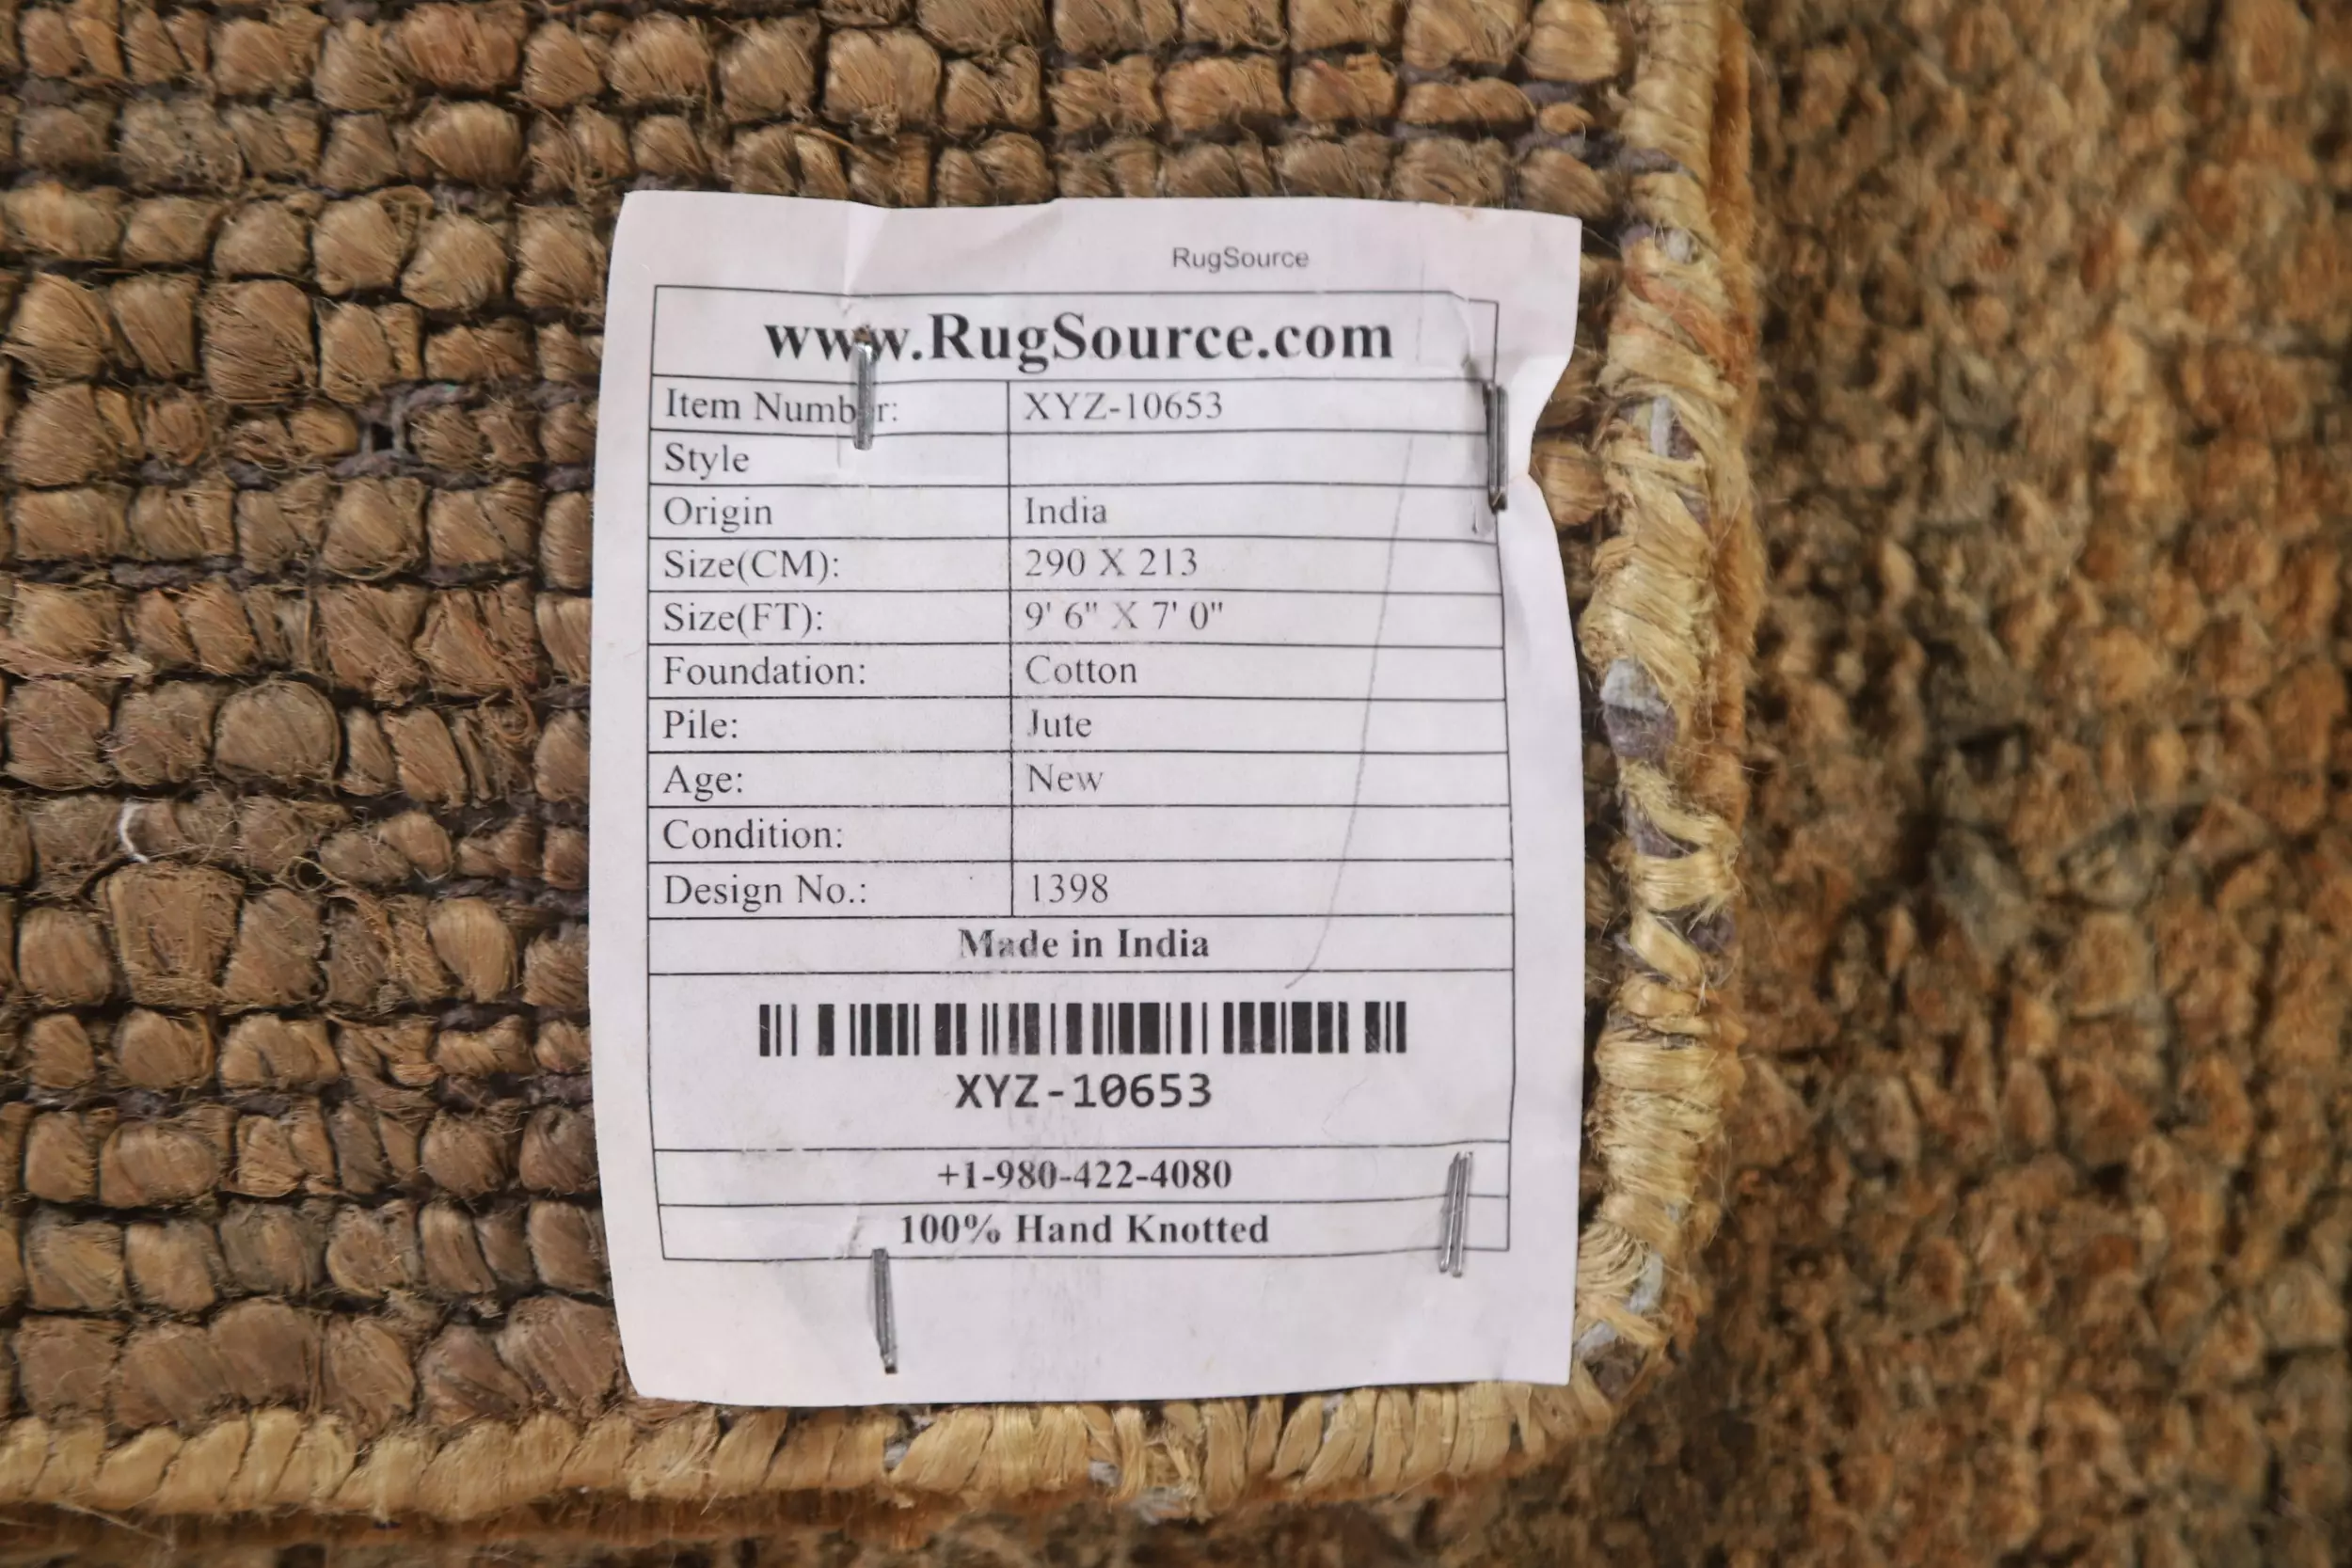 RugSource
www.RugSource.com
Item Number: XYZ-10653
Style
Origin India
Size(CM): 290 X 213
Size(FT): 9' 6" X 7' 0"
Foundation: Cotton
Pile: Jute
Age: New
Condition:
Design No.: 1398
Made in India
XYZ-10653
+1-980-422-4080
100% Hand Knotted